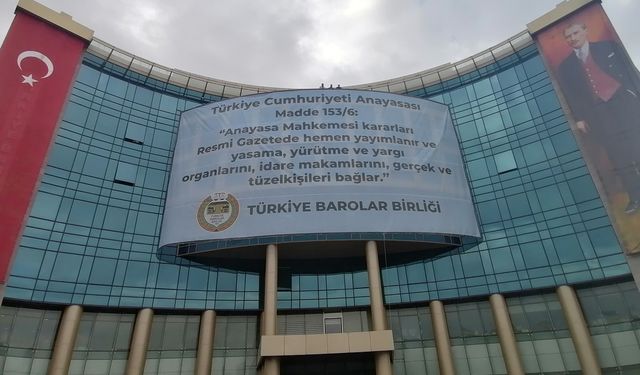 Türkiye Cumhuriyeti Anayasası
Madde 153/6:
“Anayasa Mahkemesi kararları
Resmi Gazetede hemen yayımlanır ve
yasama, yürütme ve yargı
organlarını, idare makamlarını, gerçek ve
tüzelkişileri bağlar.”
TÜRKİYE BAROLAR BİRLİĞİ